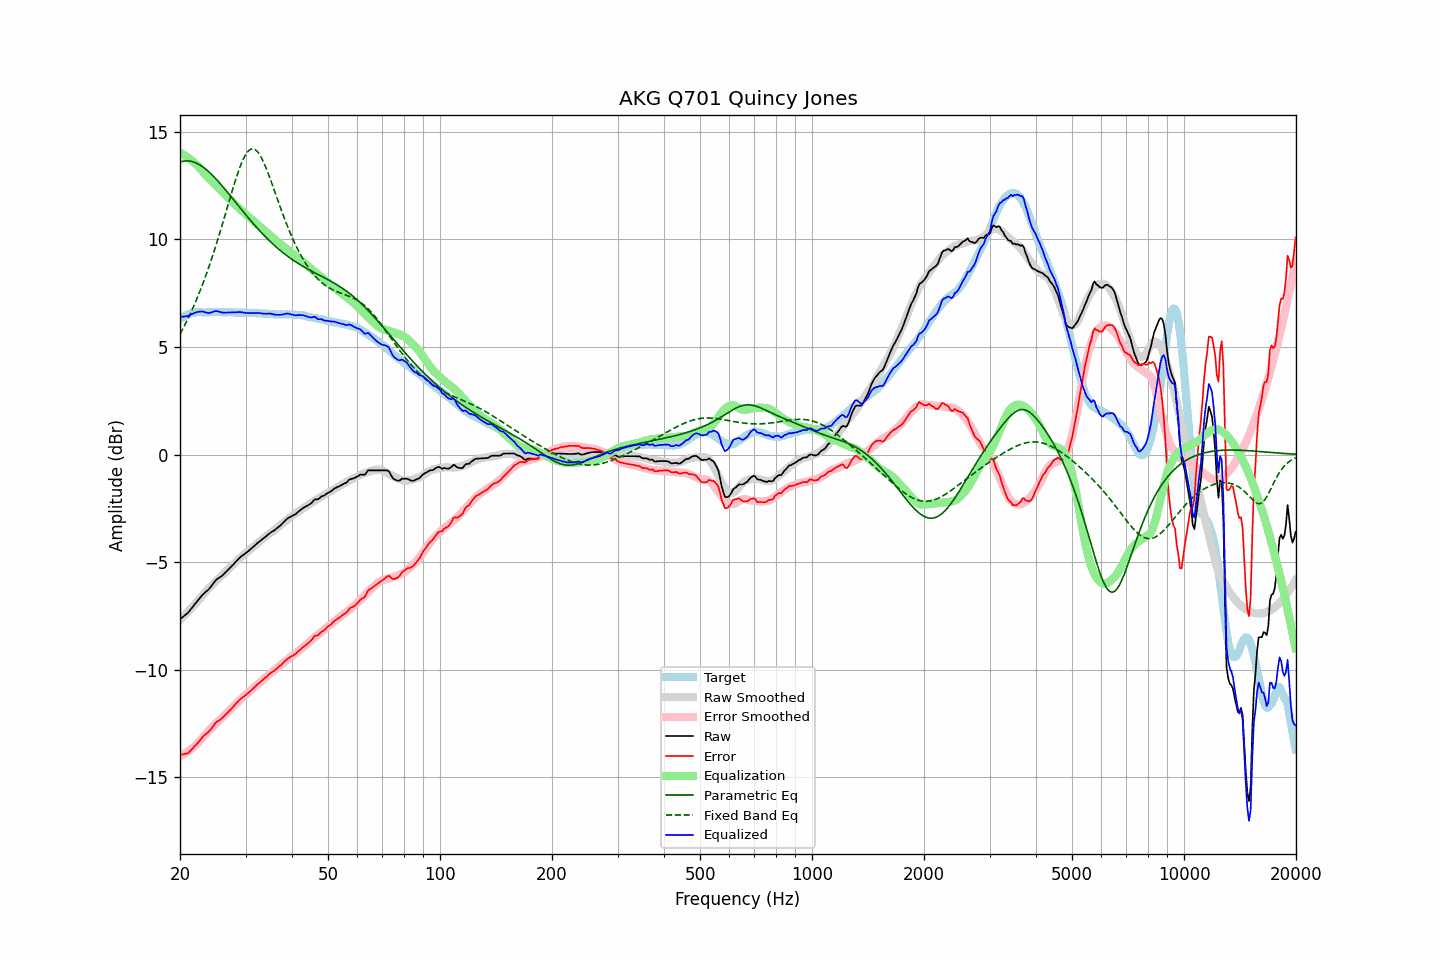 AKG Q701 Quincy Jones
15
10
5
0
−5
−10
−15
Amplitude (dBr)
Target
Raw Smoothed
Error Smoothed
Raw
Error
Equalization
Parametric Eq
Fixed Band Eq
Equalized
20 50 100 200 500 1000 2000 5000 10000 20000
Frequency (Hz)